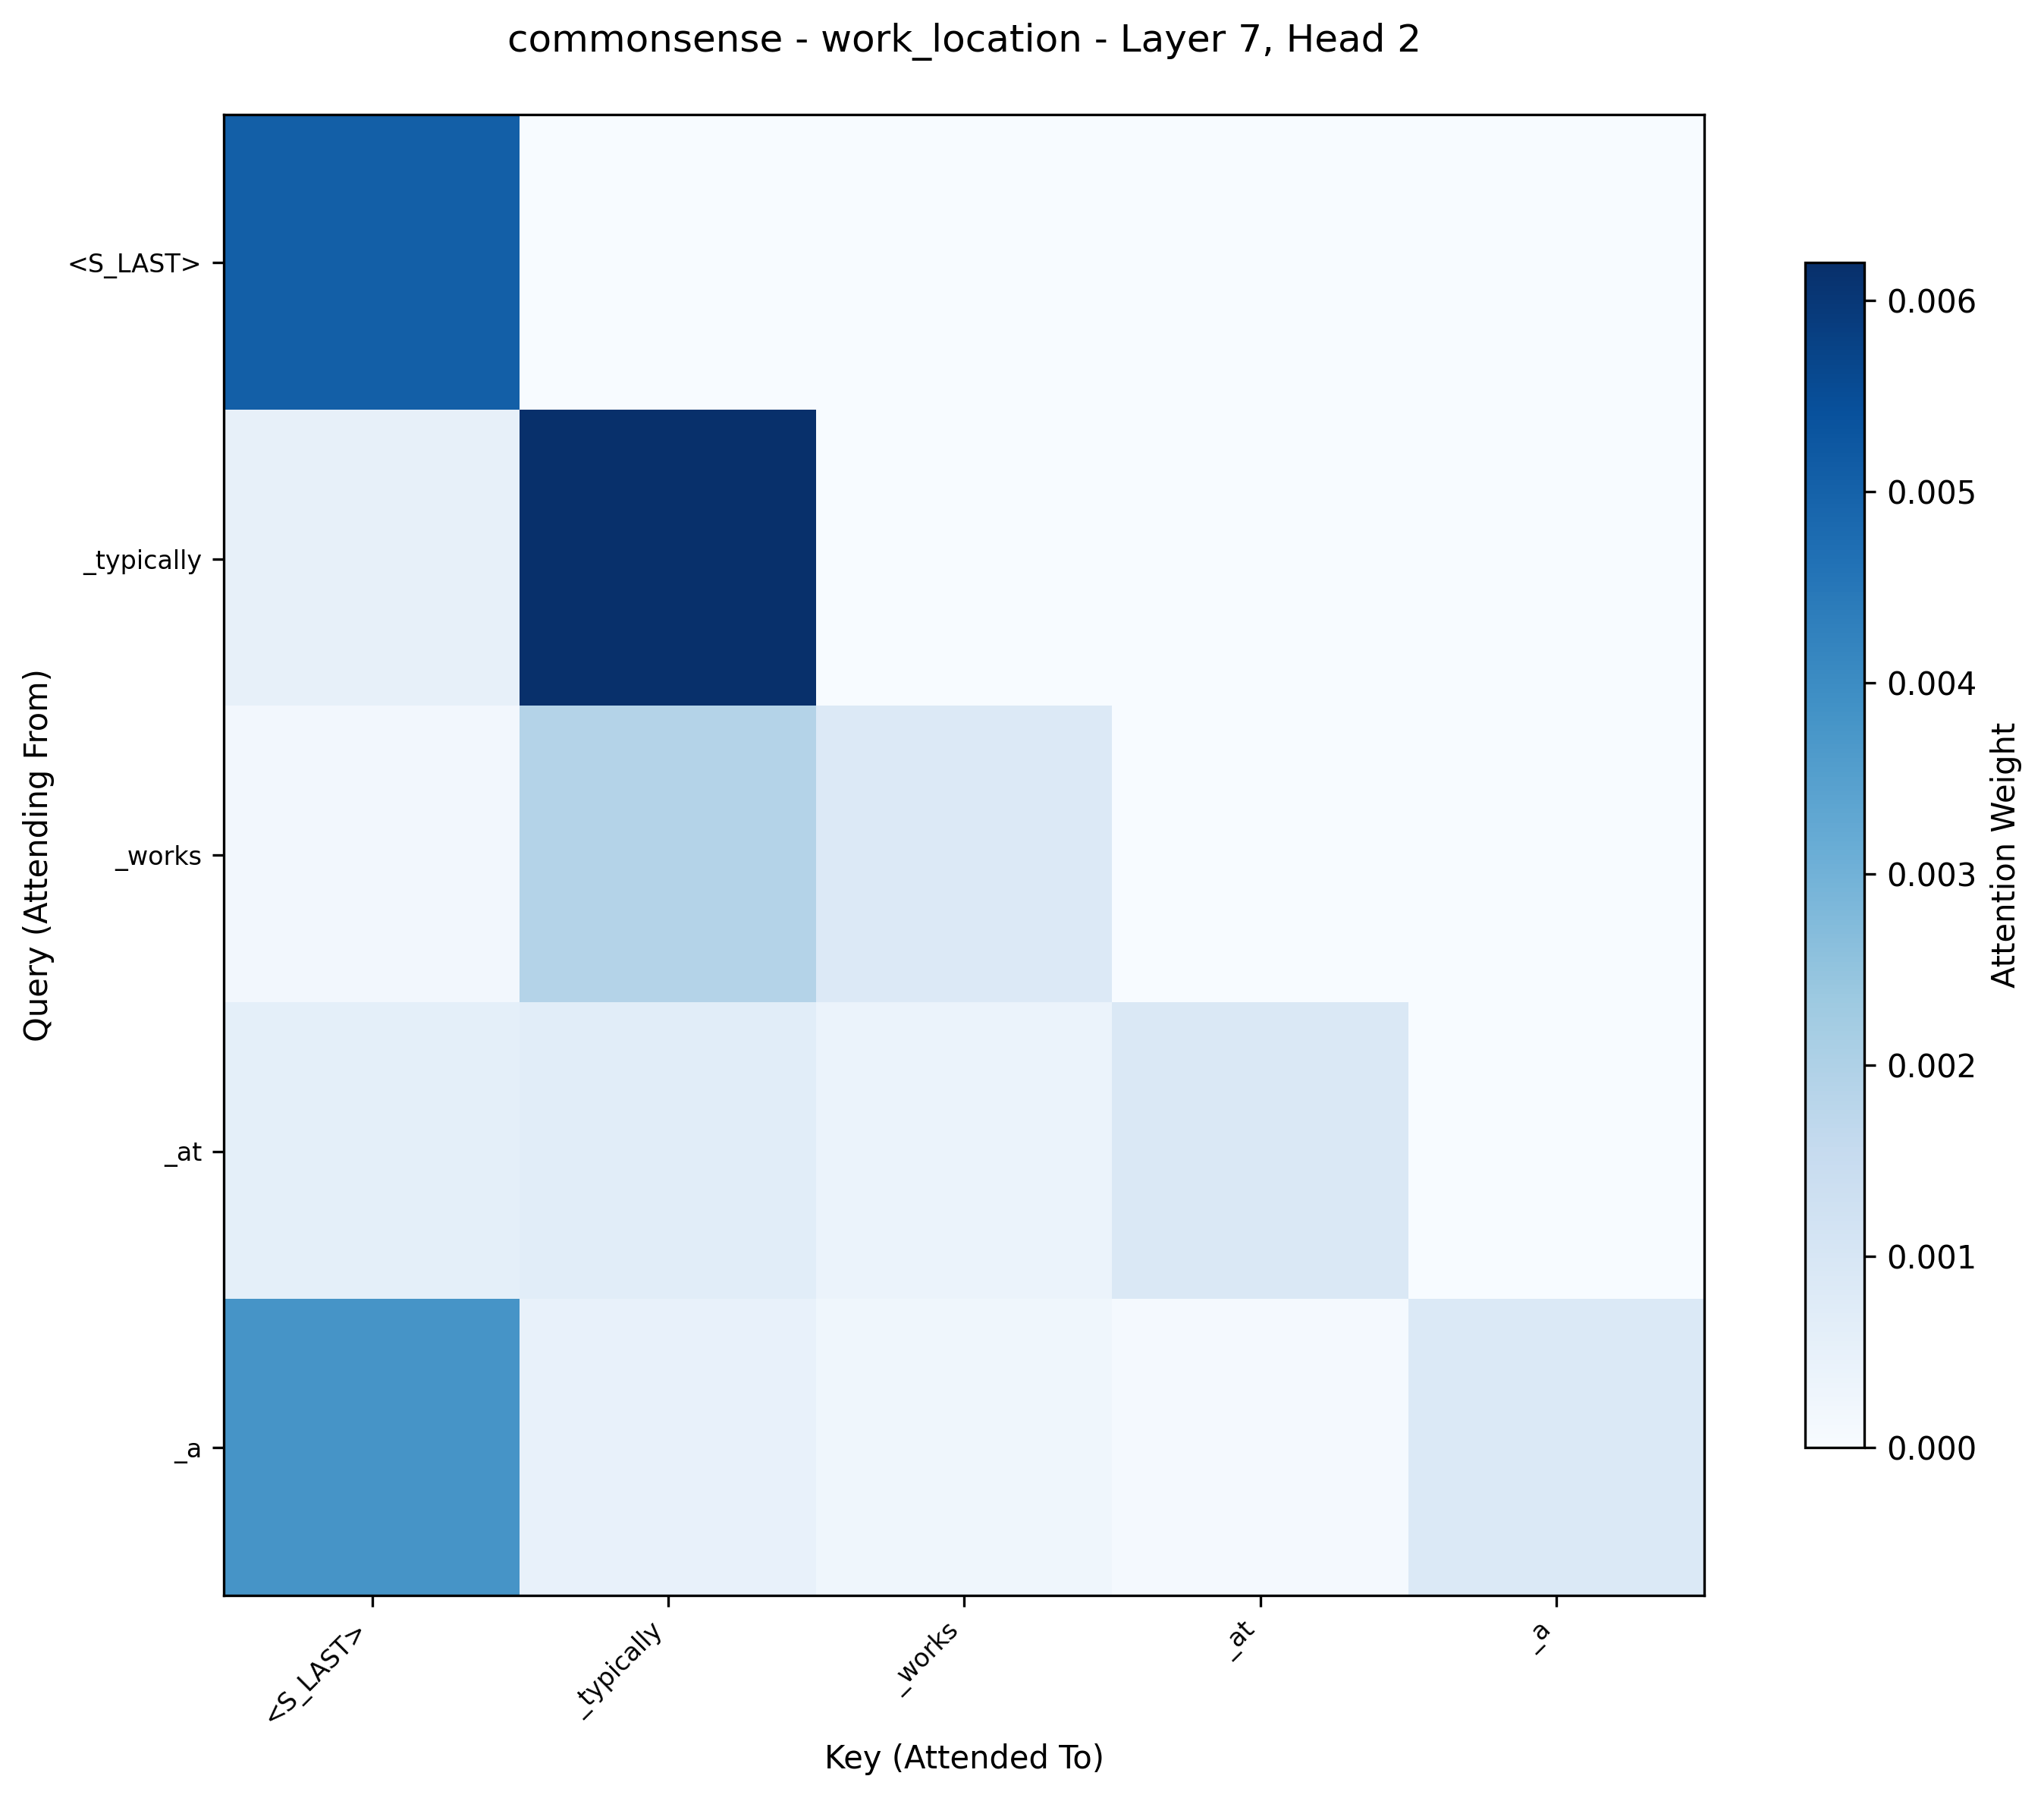 commonsense - work_location - Layer 7, Head 2
Query (Attending From)
<S_LAST>
_typically
_works
_at
_a
<S_LAST>
_typically
_works
_at
_a
Key (Attended To)
0.006
0.005
0.004
0.003
0.002
0.001
0.000
Attention Weight